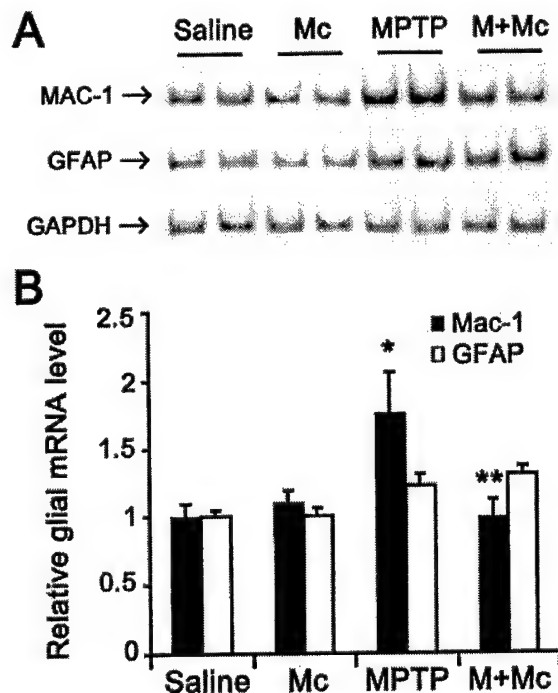 A
Saline Mc MPTP M+Mc
MAC-1 →
GFAP →
GAPDH →
B
Relative glial mRNA level
2.5
2
1.5
1
0.5
0
Mac-1
GFAP
*
**
Saline Mc MPTP M+Mc